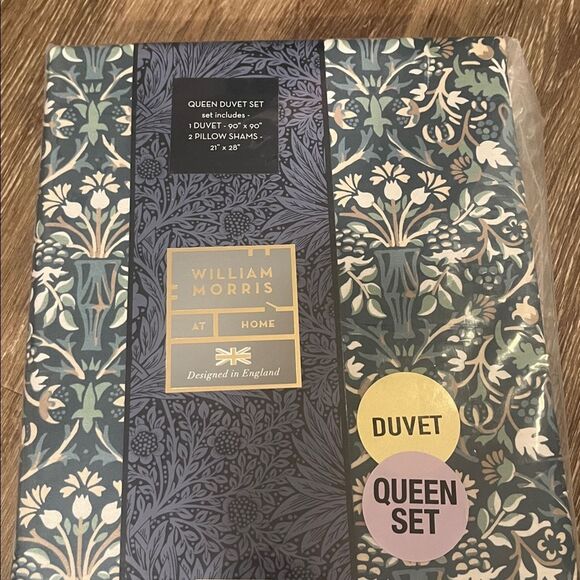 QUEEN DUVET SET
set includes -
1 DUVET - 90" x 90"
2 PILLOW SHAMS -
21" x 28"
WILLIAM
MORRIS
AT HOME
Designed in England
DUVET
QUEEN
SET